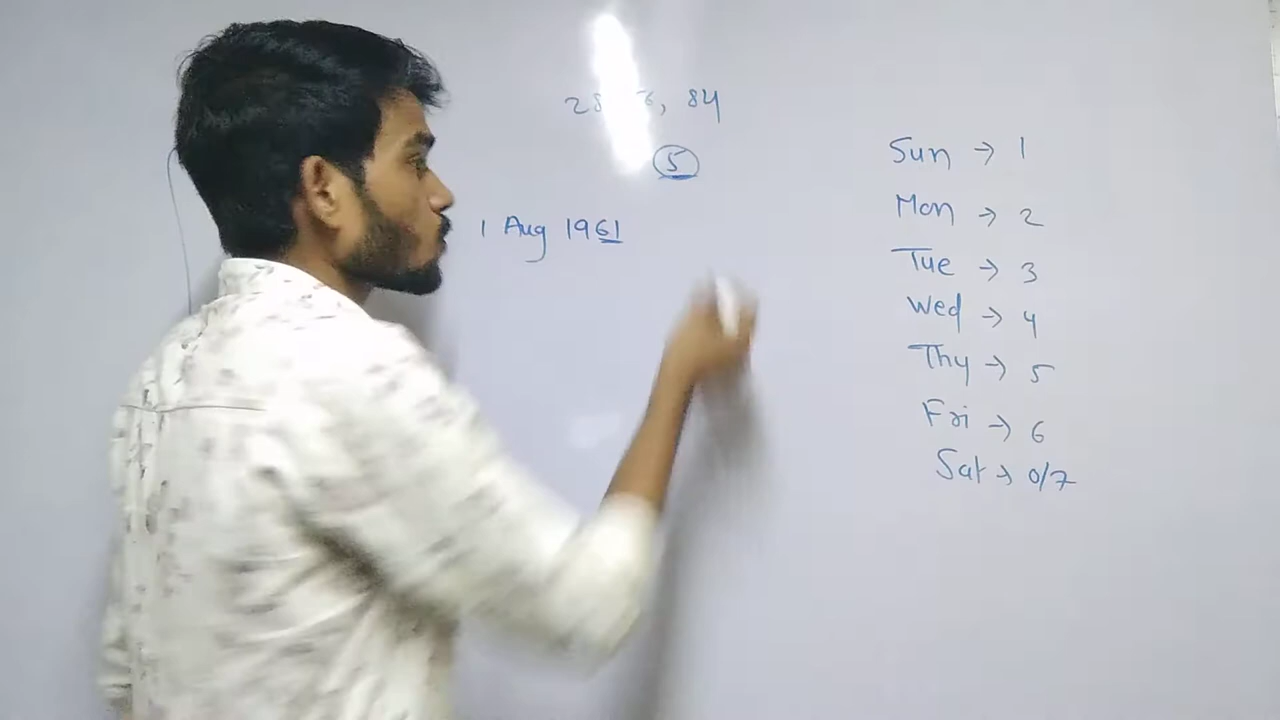 84
5
1 Aug 1961
Sun → 1
Mon → 2
Tue → 3
Wed → 4
Thy → 5
Fri → 6
Sat → 0/7